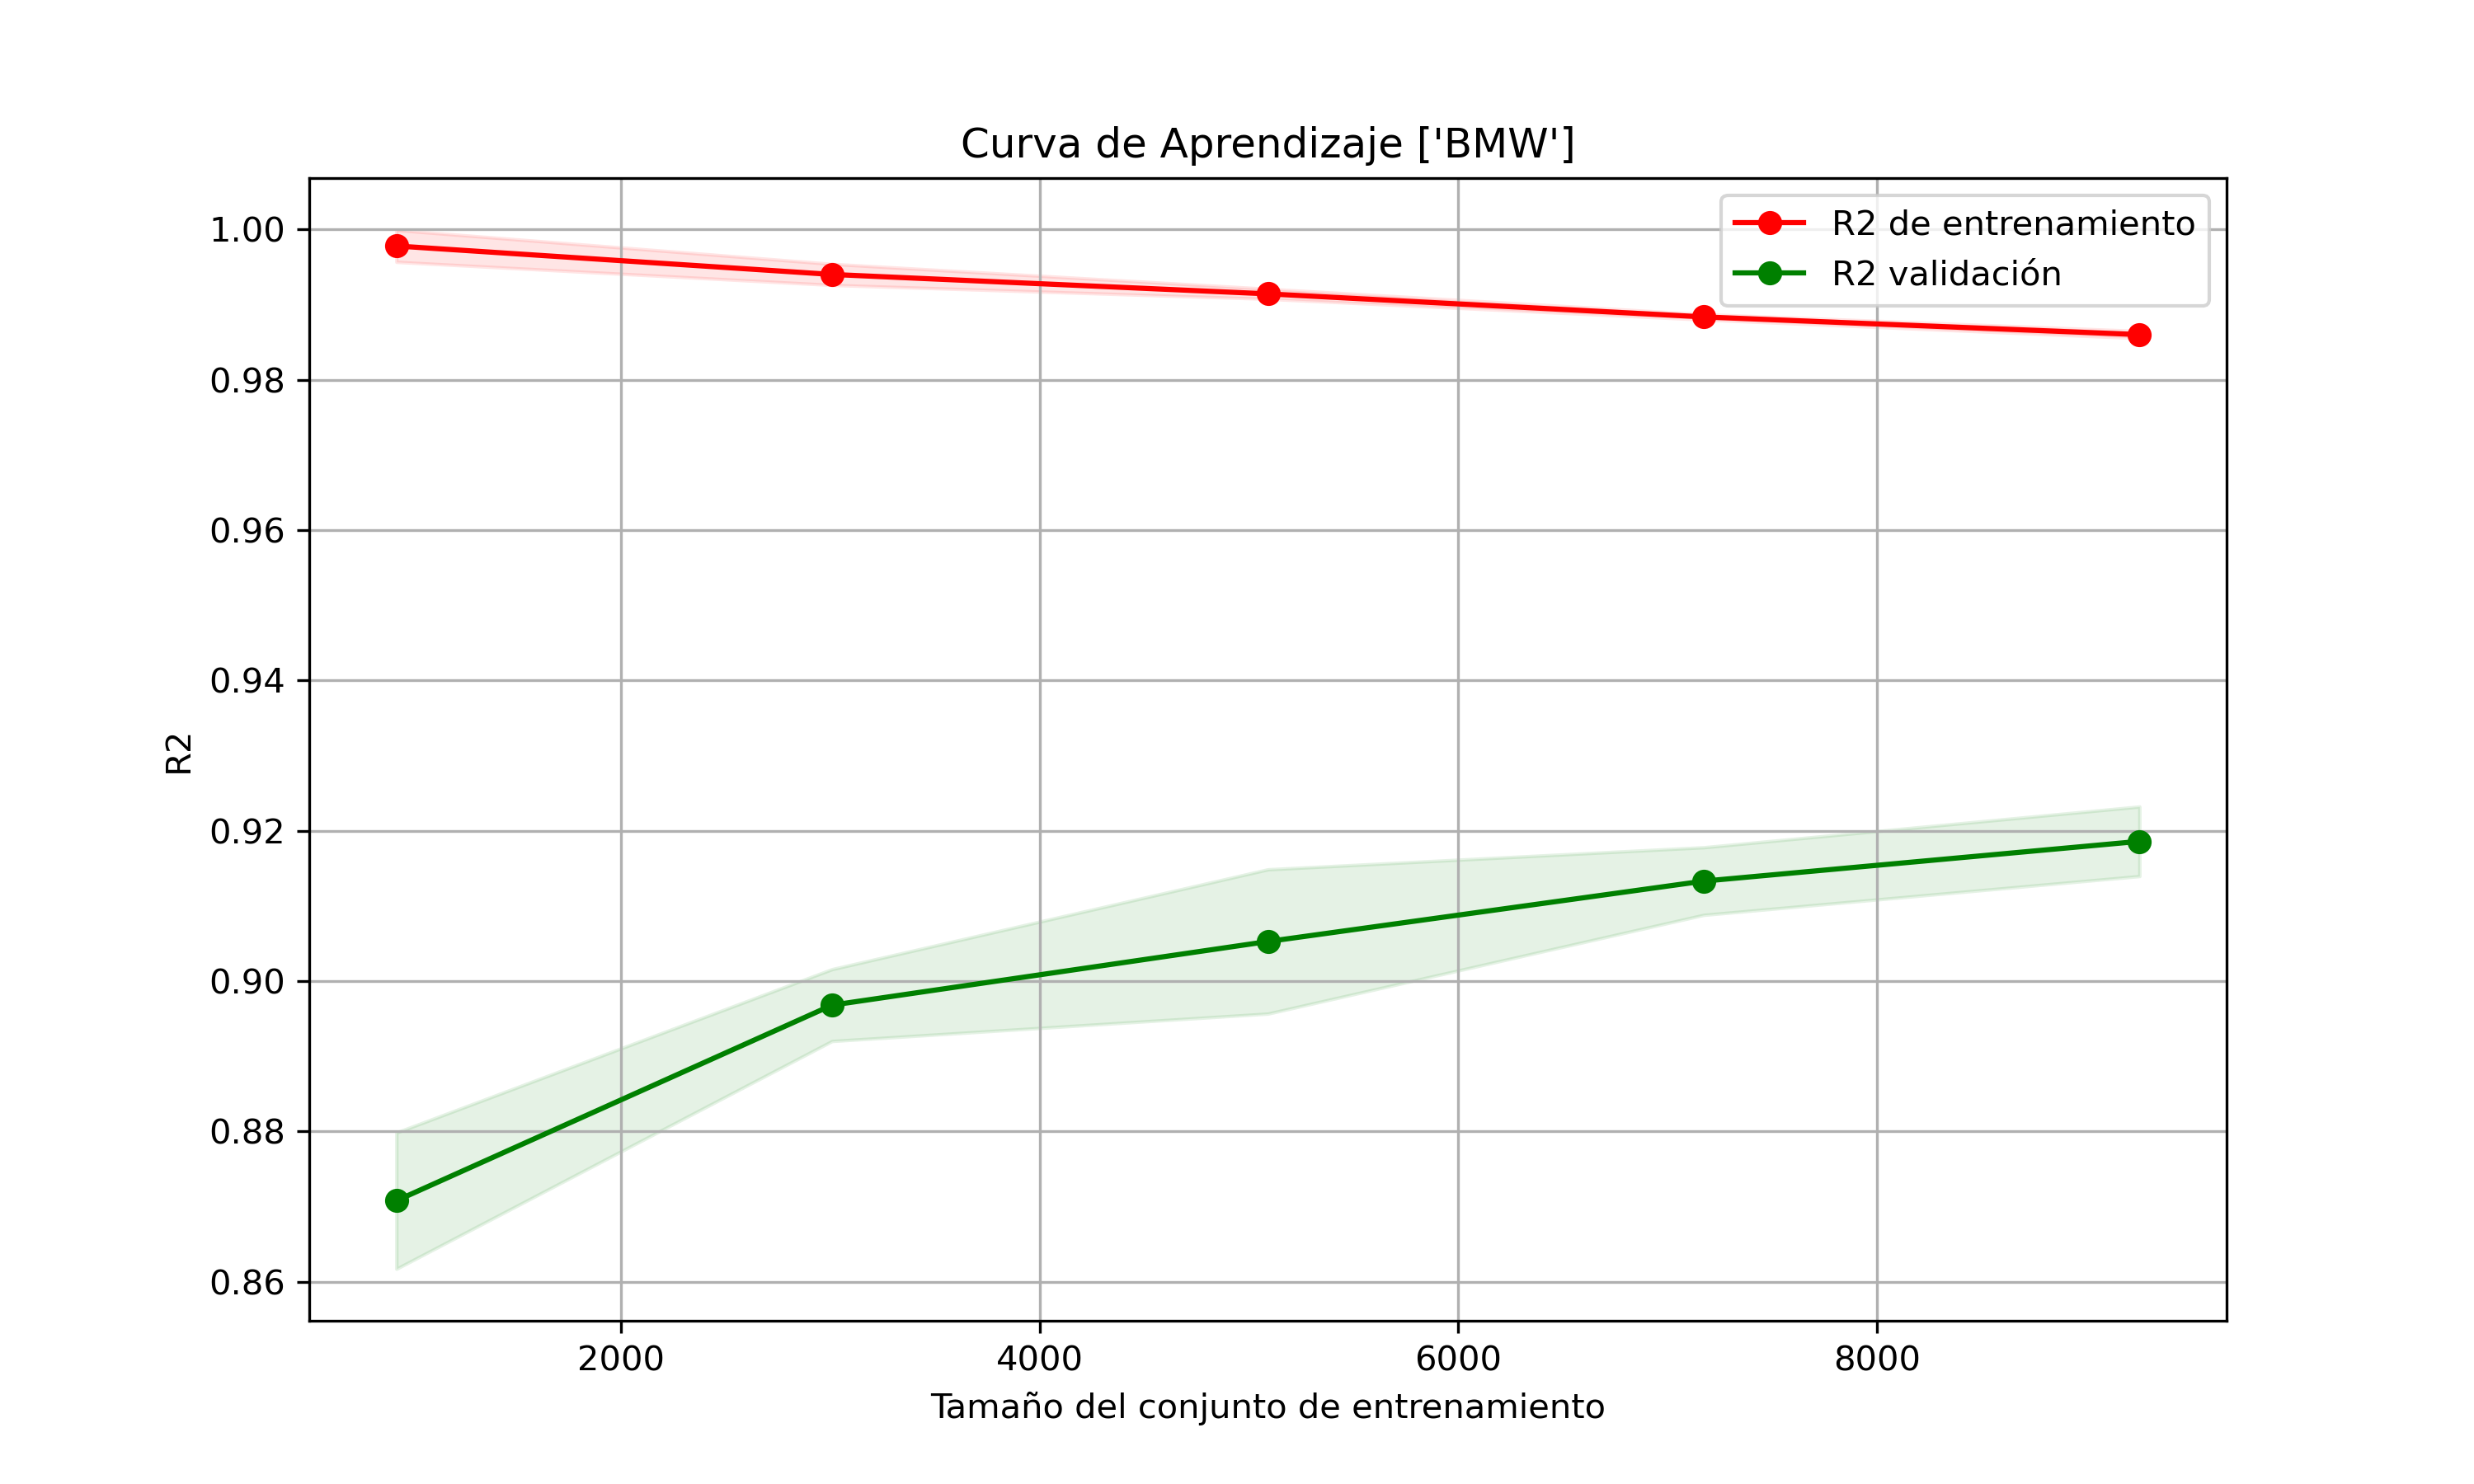 Curva de Aprendizaje ['BMW']
R2 de entrenamiento
R2 validación
1.00
0.98
0.96
0.94
0.92
0.90
0.88
0.86
R2
2000
4000
6000
8000
Tamaño del conjunto de entrenamiento